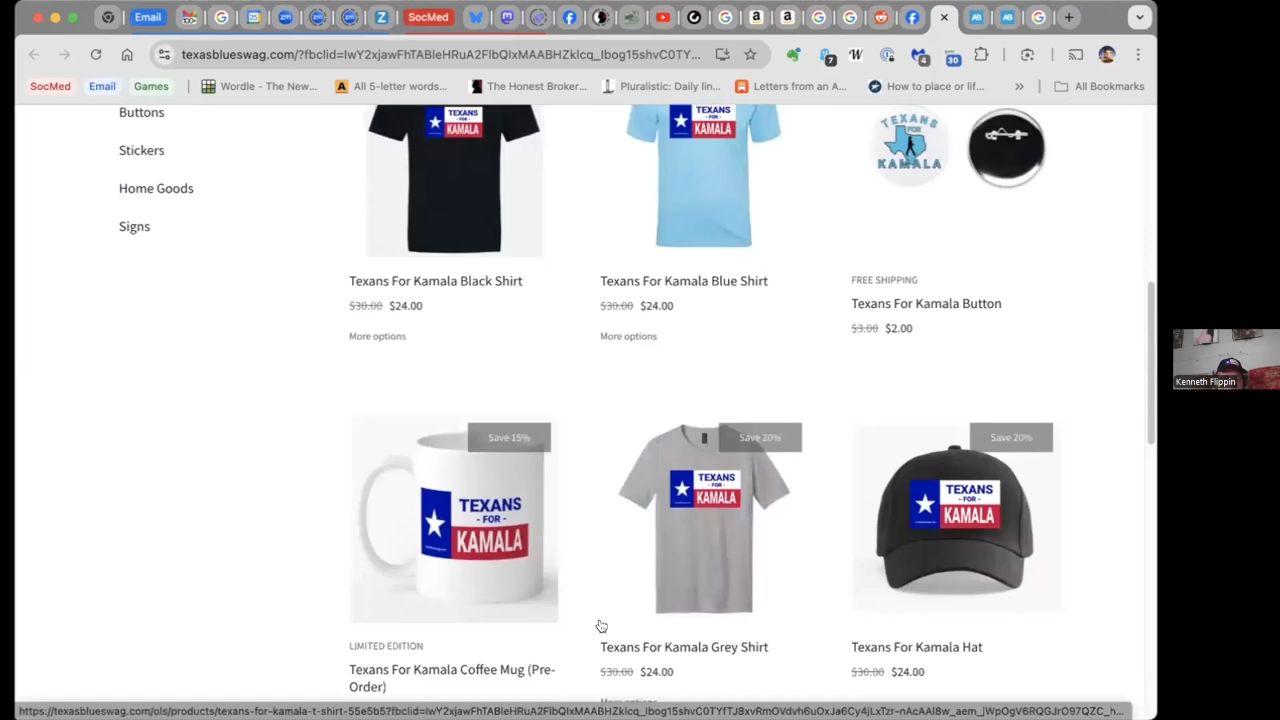 Email
SocMed
texasblueswag.com/?fbclid=IwY2xjawFhTABleHRuA2FlbQIxMAABHZklcq_Ibog15shvC0TY...
SocMed
Email
Games
Wordle - The New...
All 5-letter words...
The Honest Broker...
Pluralistic: Daily lin...
Letters from an A...
How to place or lif...
»
All Bookmarks
Buttons
Stickers
Home Goods
Signs
TEXANS
- FOR -
KAMALA
TEXANS
- FOR -
KAMALA
TEXANS
FOR
KAMALA
Texans For Kamala Black Shirt
$30.00 $24.00
More options
Texans For Kamala Blue Shirt
$30.00 $24.00
More options
FREE SHIPPING
Texans For Kamala Button
$3.00 $2.00
Save 15%
TEXANS
- FOR -
KAMALA
LIMITED EDITION
Texans For Kamala Coffee Mug (Pre-
Order)
Save 20%
TEXANS
- FOR -
KAMALA
Texans For Kamala Grey Shirt
$30.00 $24.00
More options
Save 20%
TEXANS
- FOR -
KAMALA
Texans For Kamala Hat
$30.00 $24.00
Kenneth Flippin